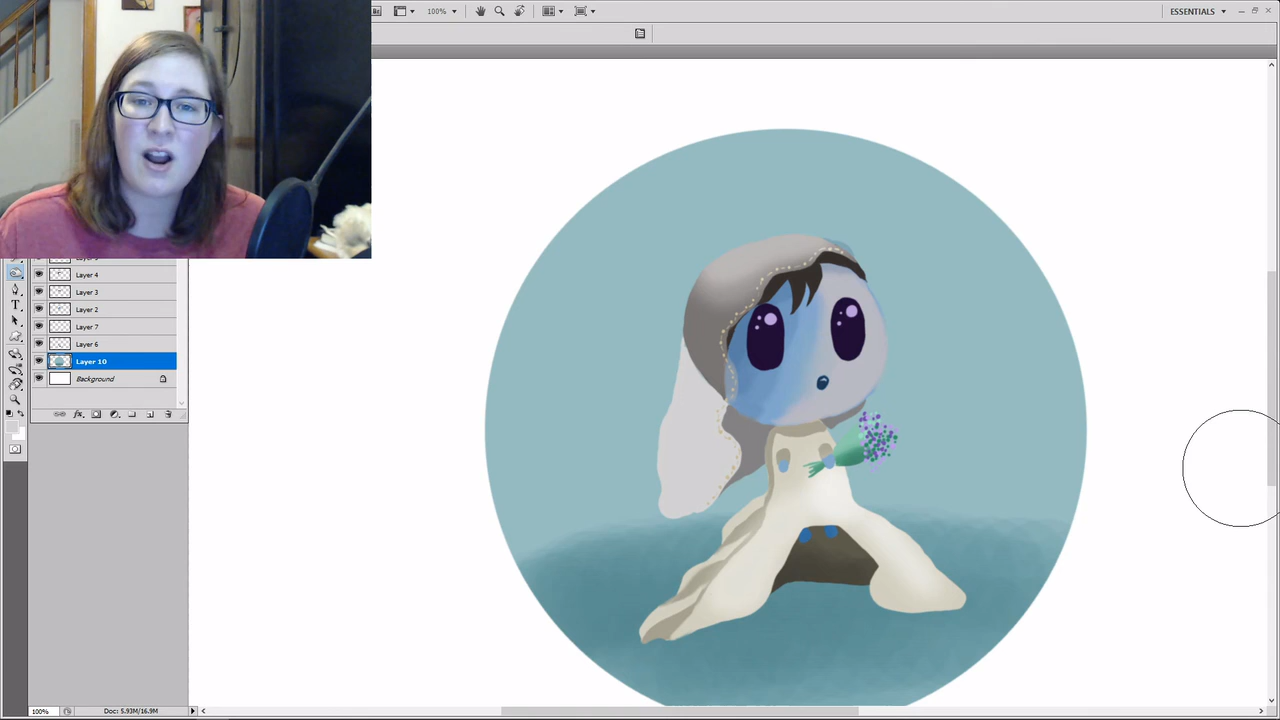 100%
ESSENTIALS
Layer 4
Layer 3
Layer 2
Layer 7
Layer 6
Layer 10
Background
fx
T
100%
Doc: 5.93M/16.9M